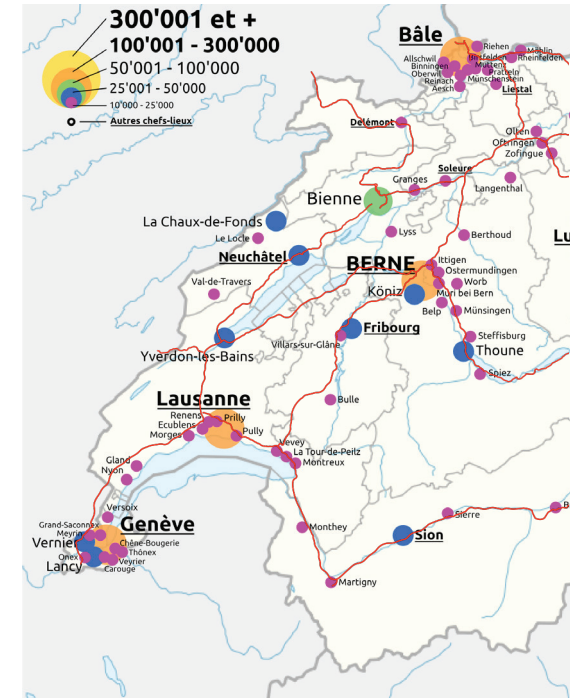 300'001 et +
100'001 - 300'000
50'001 - 100'000
25'001 - 50'000
10'000 - 25'000
Autres chefs-lieux
Bâle
Riehen
Möhlin
Allschwil
Birsfelden
Rheinfelden
Binningen
Muttenz
Oberwil
Pratteln
Reinach
Münschenstein
Aesch
Liestal
Delémont
Olten
Oftringen
Zofingue
Soleure
Granges
Langenthal
Bienne
La Chaux-de-Fonds
Le Locle
Lyss
Berthoud
Lu
Neuchâtel
BERNE
Ittigen
Ostermundingen
Val-de-Travers
Worb
Köniz
Muri bei Bern
Belp
Münsingen
Fribourg
Steffisburg
Villars-sur-Glâne
Thoune
Yverdon-les-Bains
Spiez
Lausanne
Bulle
Renens
Prilly
Ecublens
Morges
Pully
Vevey
La Tour-de-Peilz
Montreux
Gland
Nyon
Versoix
Sierre
B
Grand-Saconnex
Genève
Monthey
Meyrin
Sion
Vernier
Chêne-Bougerie
Thônex
Onex
Veyrier
Lancy
Carouge
Martigny